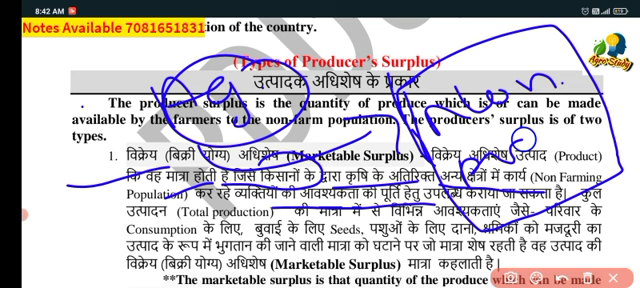 8:42 AM
Notes Available 7081651831 tion of the country.
Agro Study
(Types of Producer's Surplus)
उत्पादक अधिशेष के प्रकार
The producer surplus is the quantity of produce which is or can be made
available by the farmers to the non-farm population. The producers' surplus is of two
types.
1. विक्रेय (बिक्री योग्य) अधिशेष (Marketable Surplus) – विक्रेय अधिशेष उत्पाद (Product)
कि वह मात्रा होती है जिसे किसानों के द्वारा कृषि के अतिरिक्त अन्य क्षेत्रों में कार्य (Non Farming
Population) कर रहे व्यक्तियों की आवश्यकता की पूर्ति हेतु उपलब्ध कराया जा सकता है। कुल
उत्पादन (Total production) की मात्रा में से विभिन्न आवश्यकताएं जैसे- परिवार के
Consumption के लिए, बुवाई के लिए Seeds, पशुओं के लिए दाना, श्रमिकों को मजदूरी का
उत्पाद के रूप में भुगतान की जाने वाली मात्रा को घटाने पर जो मात्रा शेष रहती है वह उत्पाद की
विक्रेय (बिक्री योग्य) अधिशेष (Marketable Surplus) मात्रा कहलाती है |
**The marketable surplus is that quantity of the produce which can be made